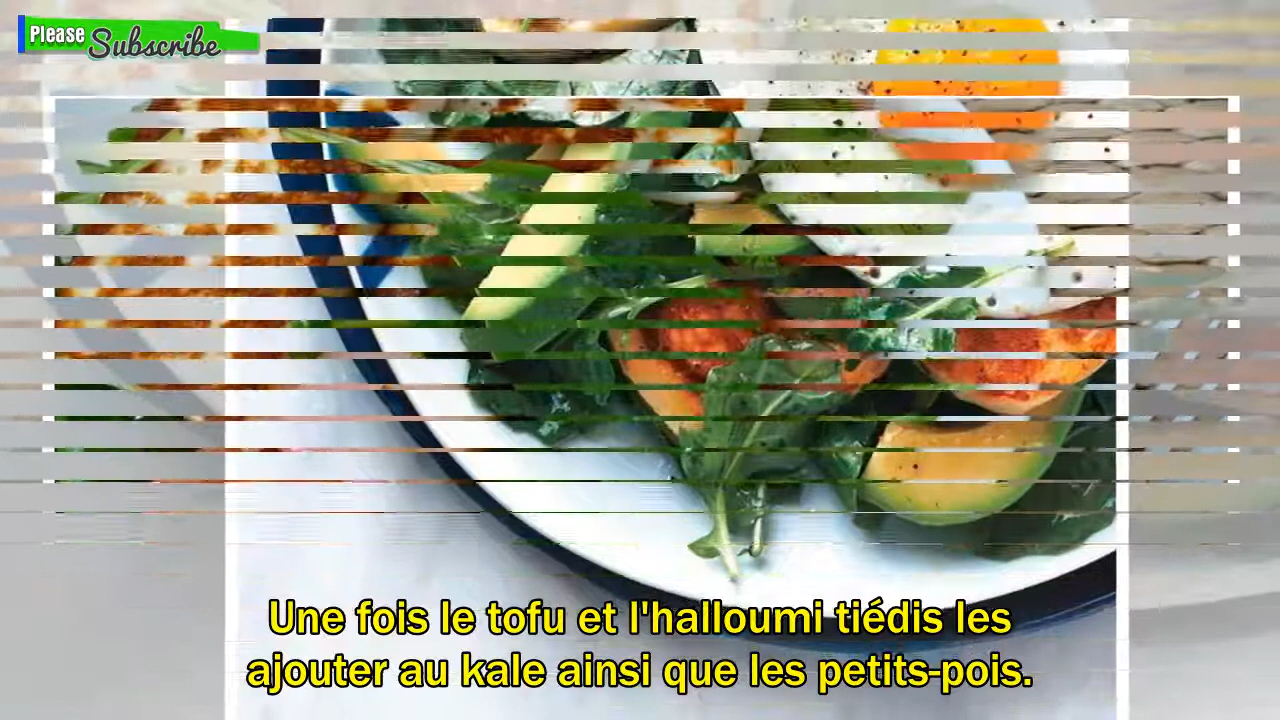 Please Subscribe
Une fois le tofu et l'halloumi tiédis les
ajouter au kale ainsi que les petits-pois.